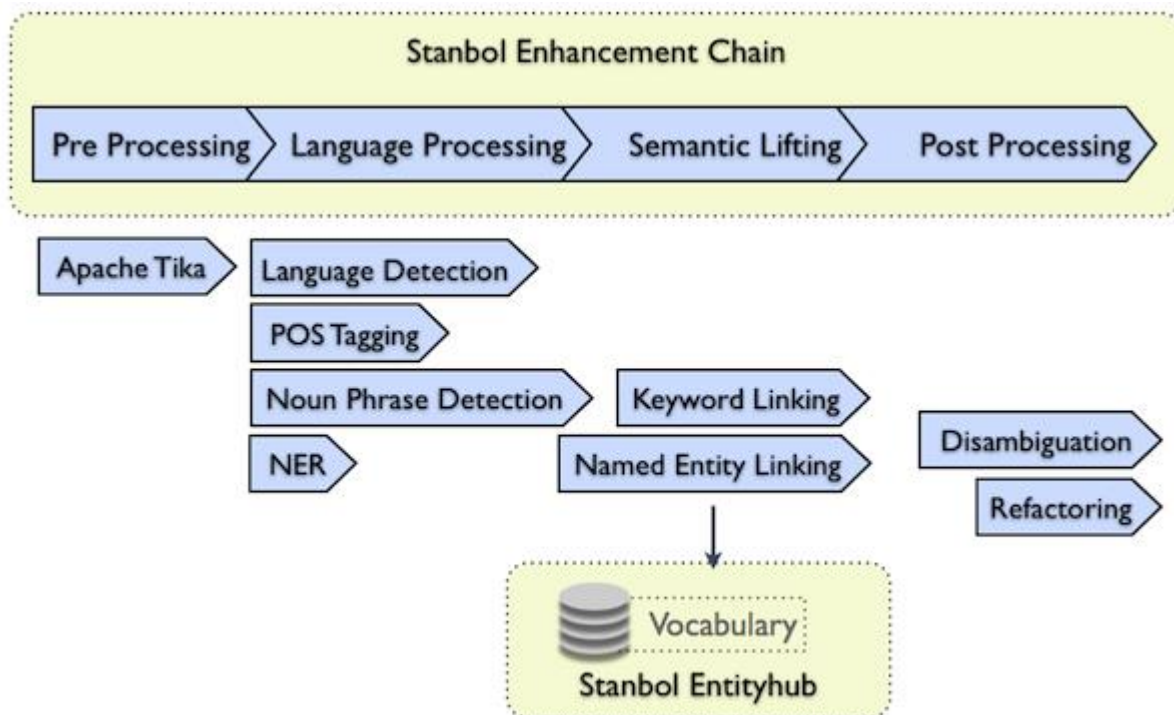 Stanbol Enhancement Chain
Pre Processing
Language Processing
Semantic Lifting
Post Processing
Apache Tika
Language Detection
POS Tagging
Noun Phrase Detection
Keyword Linking
NER
Named Entity Linking
Disambiguation
Refactoring
Vocabulary
Stanbol Entityhub